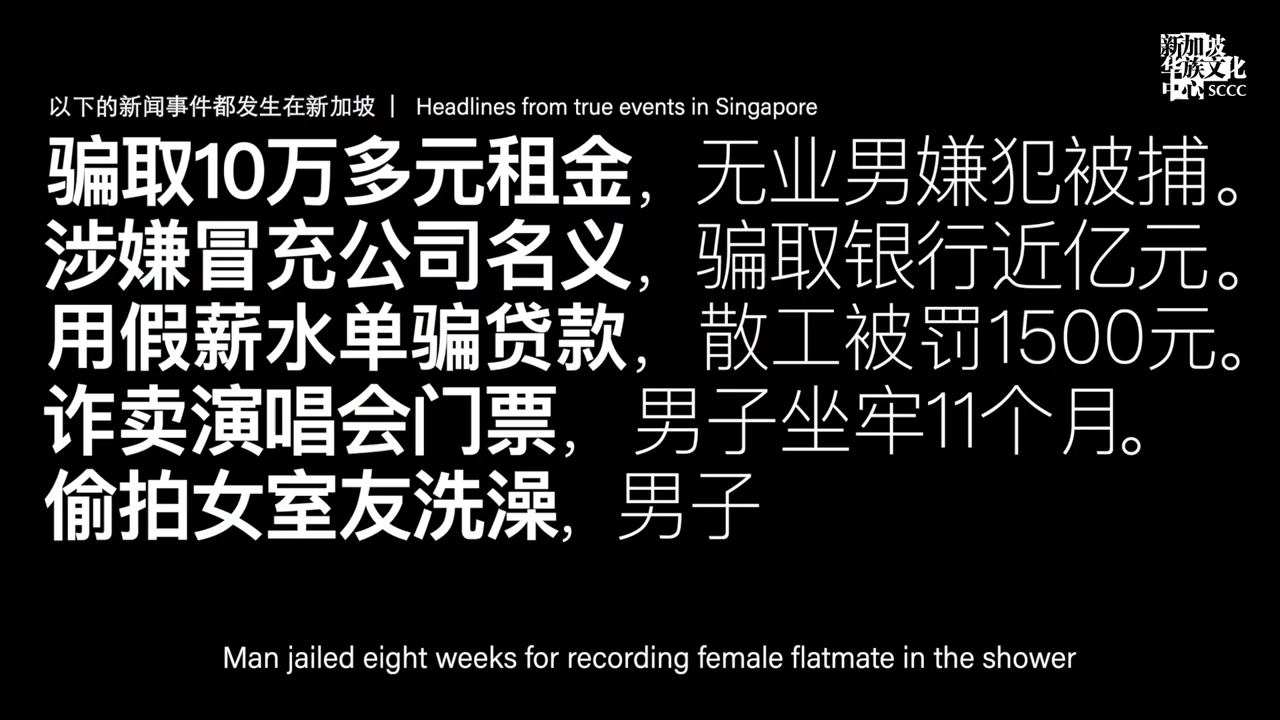 新加坡
华族文化
中心 SCCC
以下的新闻事件都发生在新加坡 | Headlines from true events in Singapore
骗取10万多元租金，无业男嫌犯被捕。
涉嫌冒充公司名义，骗取银行近亿元。
用假薪水单骗贷款，散工被罚1500元。
诈卖演唱会门票，男子坐牢11个月。
偷拍女室友洗澡，男子
Man jailed eight weeks for recording female flatmate in the shower